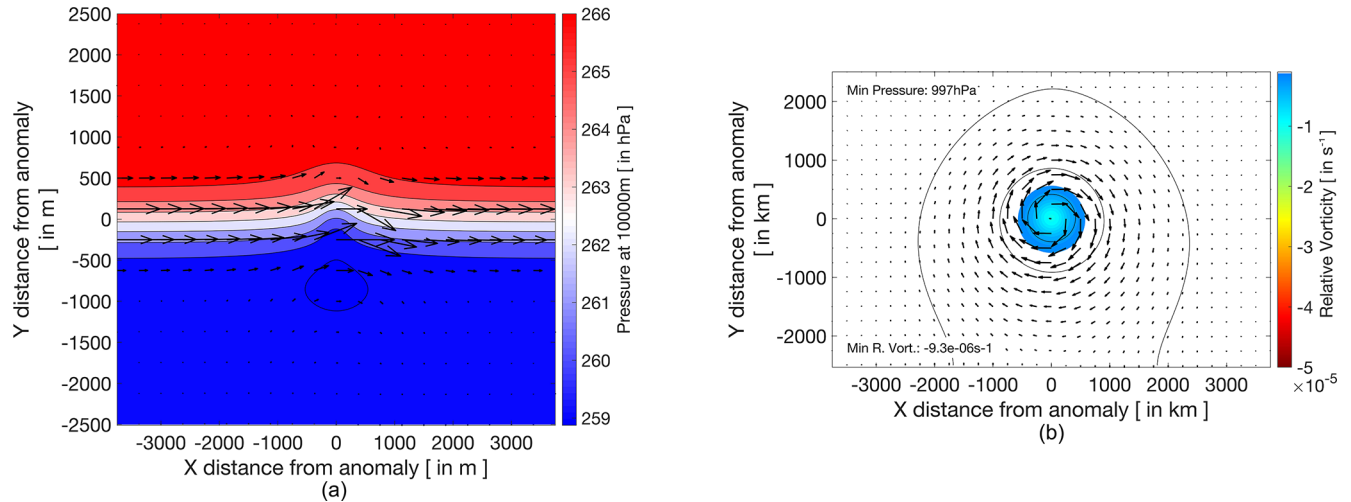 2500
2000
1500
1000
500
0
-500
-1000
-1500
-2000
-2500
Y distance from anomaly
[ in m ]
-3000 -2000 -1000 0 1000 2000 3000
X distance from anomaly [ in m ]
(a)
266
265
264
263
262
261
260
259
Pressure at 10000m [ in hPa]
Min Pressure: 997hPa
Min R. Vort.: -9.3e-06s-1
2000
1000
0
-1000
-2000
Y distance from anomaly
[ in km ]
-3000 -2000 -1000 0 1000 2000 3000
X distance from anomaly [ in km ]
(b)
-1
-2
-3
-4
-5
×10⁻⁵
Relative Vorticity [ in s⁻¹]